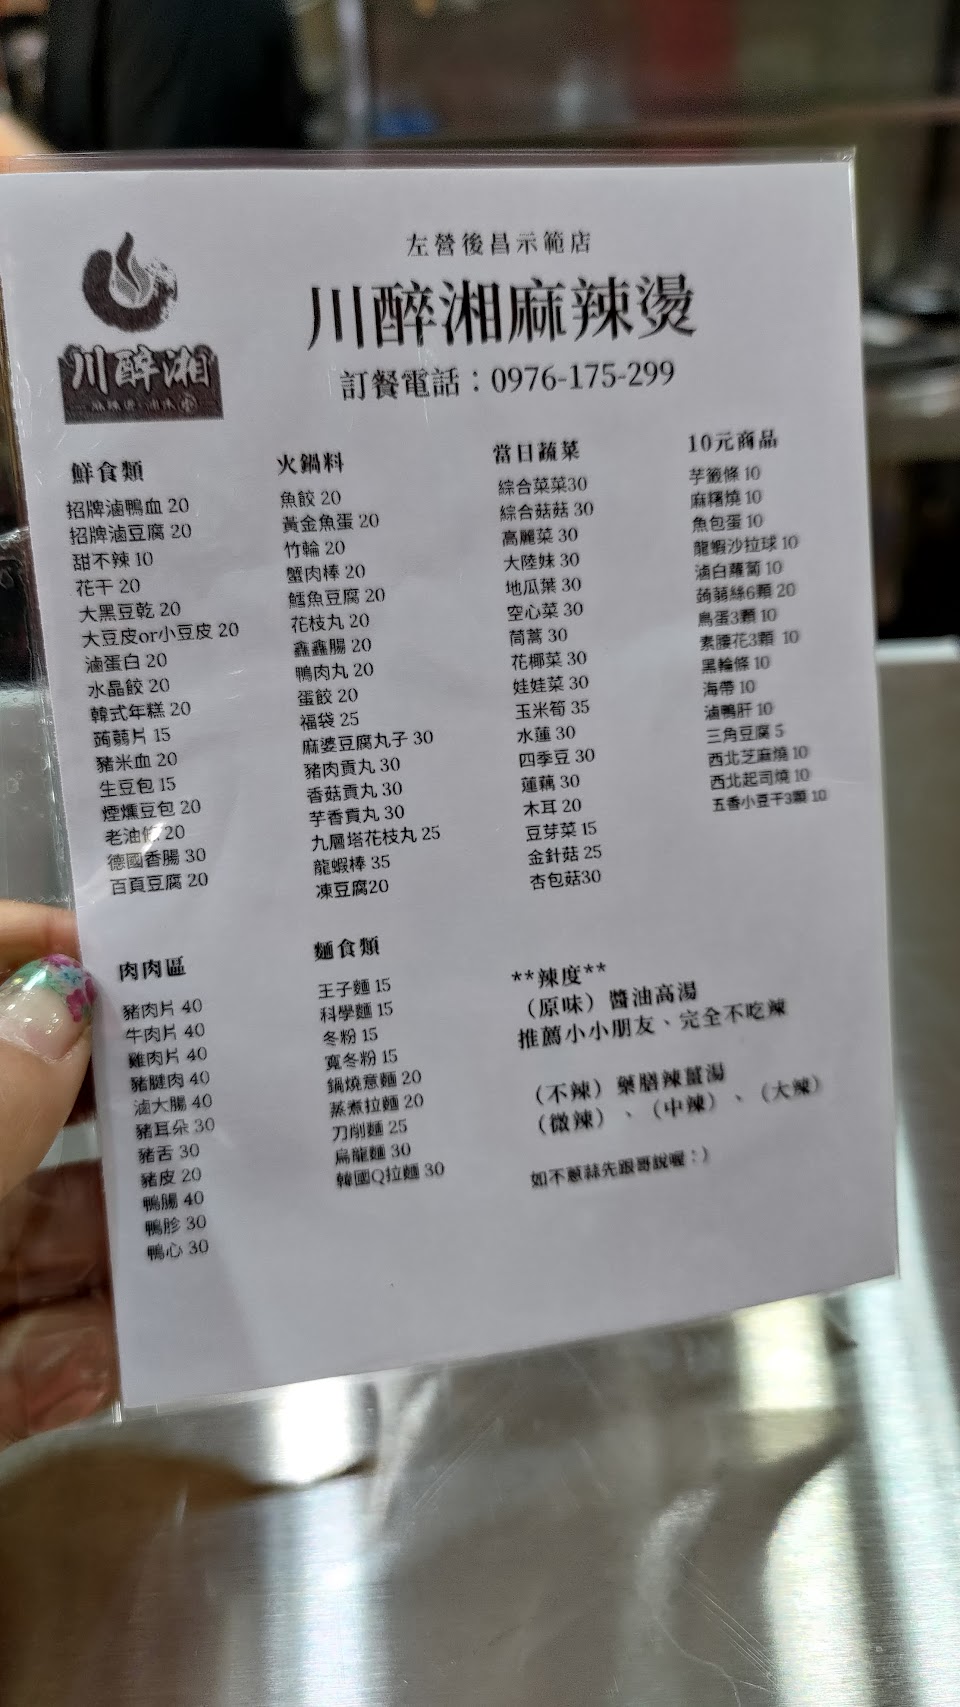 左營後昌示範店
川醉湘麻辣燙
訂餐電話：0976-175-299
川醉湘
鮮食類
招牌滷鴨血 20
招牌滷豆腐 20
甜不辣 10
花干 20
大黑豆乾 20
大豆皮or小豆皮 20
滷蛋白 20
水晶餃 20
韓式年糕 20
蒟蒻片 15
豬米血 20
生豆包 15
煙燻豆包 20
老油條 20
德國香腸 30
百頁豆腐 20
火鍋料
魚餃 20
黃金魚蛋 20
竹輪 20
蟹肉棒 20
鱈魚豆腐 20
花枝丸 20
鑫鑫腸 20
鴨肉丸 20
蛋餃 20
福袋 25
麻婆豆腐丸子 30
豬肉貢丸 30
香菇貢丸 30
芋香貢丸 30
九層塔花枝丸 25
龍蝦棒 35
凍豆腐20
當日蔬菜
綜合菜菜30
綜合菇菇 30
高麗菜 30
大陸妹 30
地瓜葉 30
空心菜 30
茼蒿 30
花椰菜 30
娃娃菜 30
玉米筍 35
水蓮 30
四季豆 30
蓮藕 30
木耳 20
豆芽菜 15
金針菇 25
杏包菇30
10元商品
芋籤條 10
麻糬燒 10
魚包蛋 10
龍蝦沙拉球 10
滷白蘿蔔 10
蒟蒻絲6顆 20
鳥蛋3顆 10
素腰花3顆 10
黑輪條 10
海帶 10
滷鴨肝 10
三角豆腐 5
西北芝麻燒 10
西北起司燒 10
五香小豆干3顆 10
肉肉區
豬肉片 40
牛肉片 40
雞肉片 40
豬腱肉 40
滷大腸 40
豬耳朵 30
豬舌 30
豬皮 20
鴨腸 40
鴨胗 30
鴨心 30
麵食類
王子麵 15
科學麵 15
冬粉 15
寬冬粉 15
鍋燒意麵 20
蒸煮拉麵 20
刀削麵 25
烏龍麵 30
韓國Q拉麵 30
**辣度**
（原味）醬油高湯
推薦小小朋友、完全不吃辣
（不辣）藥膳辣薑湯
（微辣）、（中辣）、（大辣）
如不蔥蒜先跟哥說喔：）